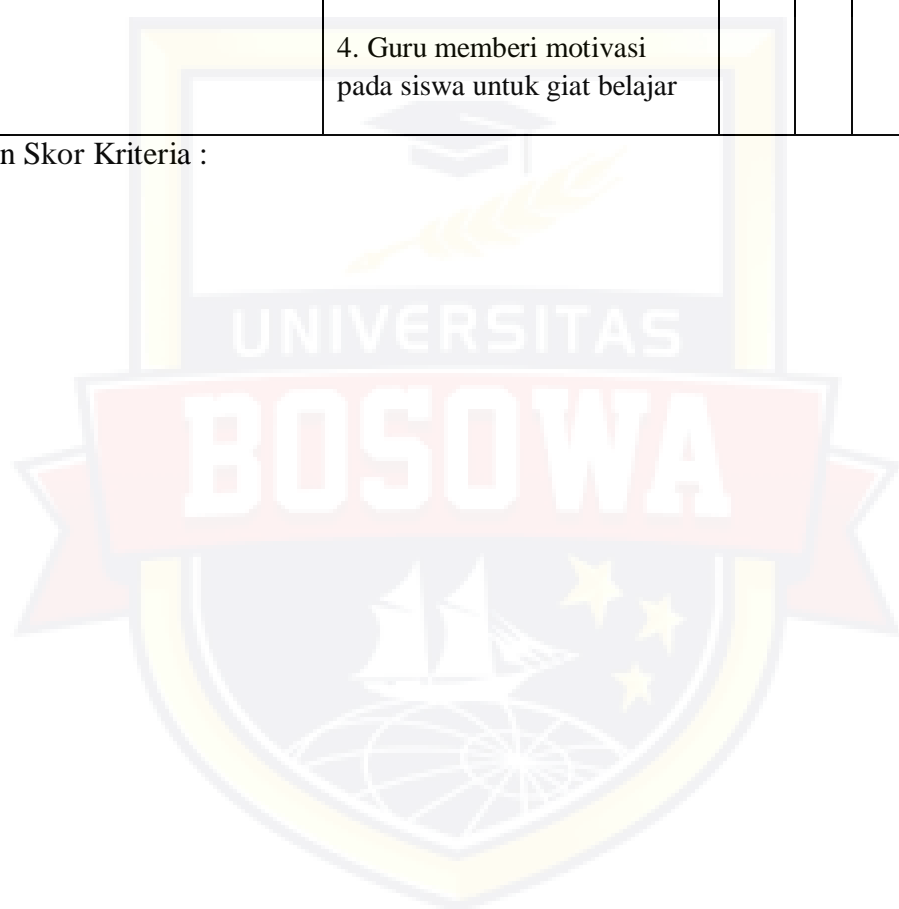 4. Guru memberi motivasi
pada siswa untuk giat belajar
n Skor Kriteria :
UNIVERSITAS
BOSOWA